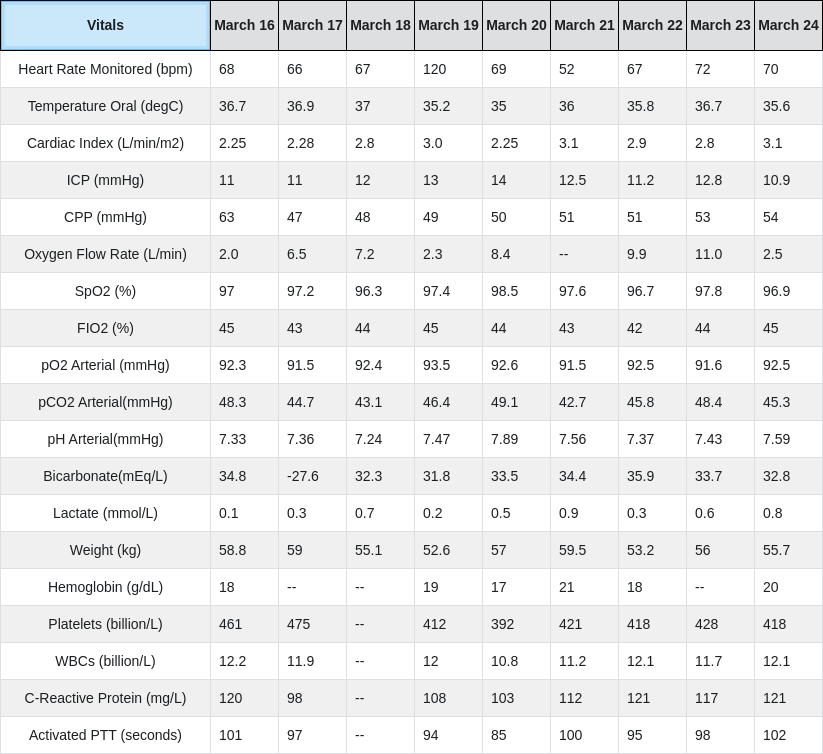 Vitals March 16 March 17 March 18 March 19 March 20 March 21 March 22 March 23 March 24
Heart Rate Monitored (bpm) 68 66 67 120 69 52 67 72 70
Temperature Oral (degC) 36.7 36.9 37 35.2 35 36 35.8 36.7 35.6
Cardiac Index (L/min/m2) 2.25 2.28 2.8 3.0 2.25 3.1 2.9 2.8 3.1
ICP (mmHg) 11 11 12 13 14 12.5 11.2 12.8 10.9
CPP (mmHg) 63 47 48 49 50 51 51 53 54
Oxygen Flow Rate (L/min) 2.0 6.5 7.2 2.3 8.4 -- 9.9 11.0 2.5
SpO2 (%) 97 97.2 96.3 97.4 98.5 97.6 96.7 97.8 96.9
FIO2 (%) 45 43 44 45 44 43 42 44 45
pO2 Arterial (mmHg) 92.3 91.5 92.4 93.5 92.6 91.5 92.5 91.6 92.5
pCO2 Arterial(mmHg) 48.3 44.7 43.1 46.4 49.1 42.7 45.8 48.4 45.3
pH Arterial(mmHg) 7.33 7.36 7.24 7.47 7.89 7.56 7.37 7.43 7.59
Bicarbonate(mEq/L) 34.8 -27.6 32.3 31.8 33.5 34.4 35.9 33.7 32.8
Lactate (mmol/L) 0.1 0.3 0.7 0.2 0.5 0.9 0.3 0.6 0.8
Weight (kg) 58.8 59 55.1 52.6 57 59.5 53.2 56 55.7
Hemoglobin (g/dL) 18 -- -- 19 17 21 18 -- 20
Platelets (billion/L) 461 475 -- 412 392 421 418 428 418
WBCs (billion/L) 12.2 11.9 -- 12 10.8 11.2 12.1 11.7 12.1
C-Reactive Protein (mg/L) 120 98 -- 108 103 112 121 117 121
Activated PTT (seconds) 101 97 -- 94 85 100 95 98 102